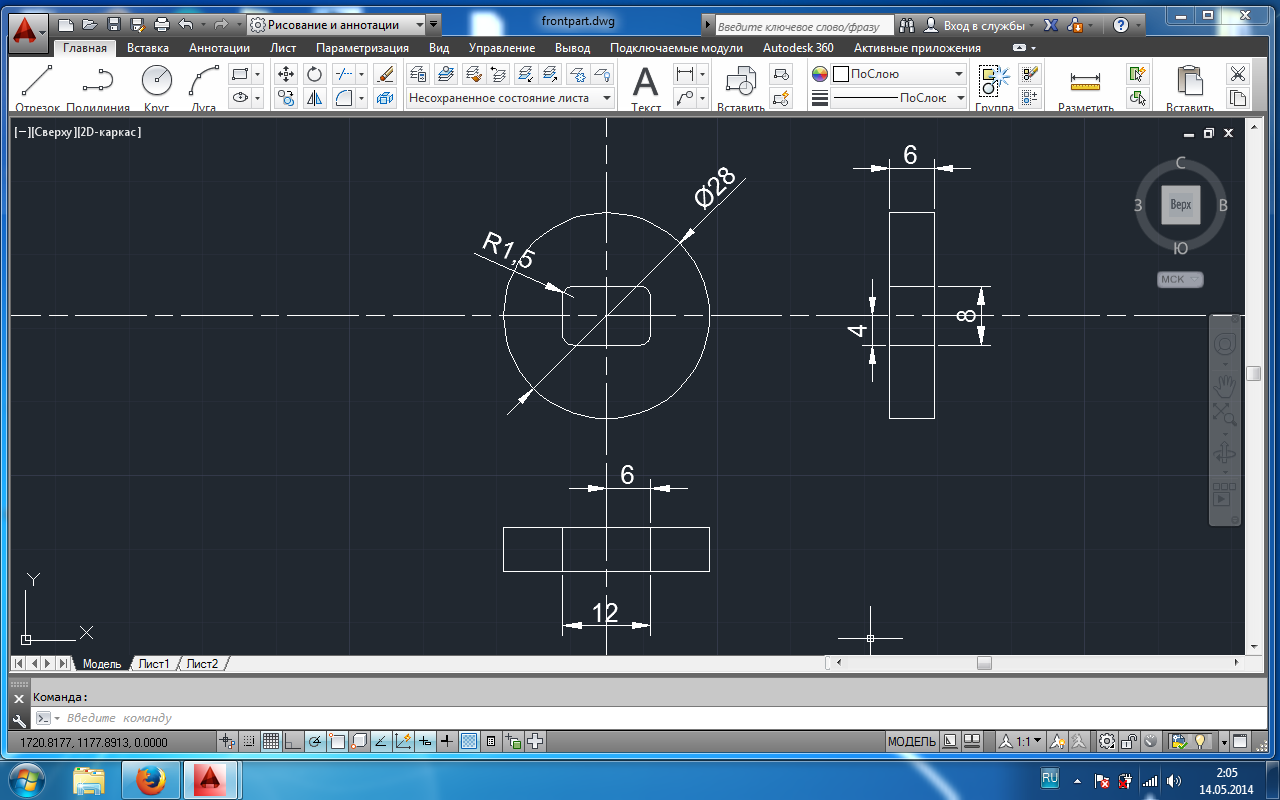 Рисование и аннотации
frontpart.dwg
Введите ключевое слово/фразу
Вход в службы
Главная Вставка Аннотации Лист Параметризация Вид Управление Вывод Подключаемые модули Autodesk 360 Активные приложения
Отрезок Полилиния Круг Дуга
Несохраненное состояние листа
A
Текст
Вставить
ПоСлою
ПоСлою
Группа
Разметить
Вставить
[−][Сверху][2D-каркас]
6
С
З Верх В
Ю
МСК
Ø28
R1,5
4
8
6
12
Y
X
Модель Лист1 Лист2
Команда:
Введите команду
1720.8177, 1177.8913, 0.0000
МОДЕЛЬ
1:1
RU
2:05
14.05.2014